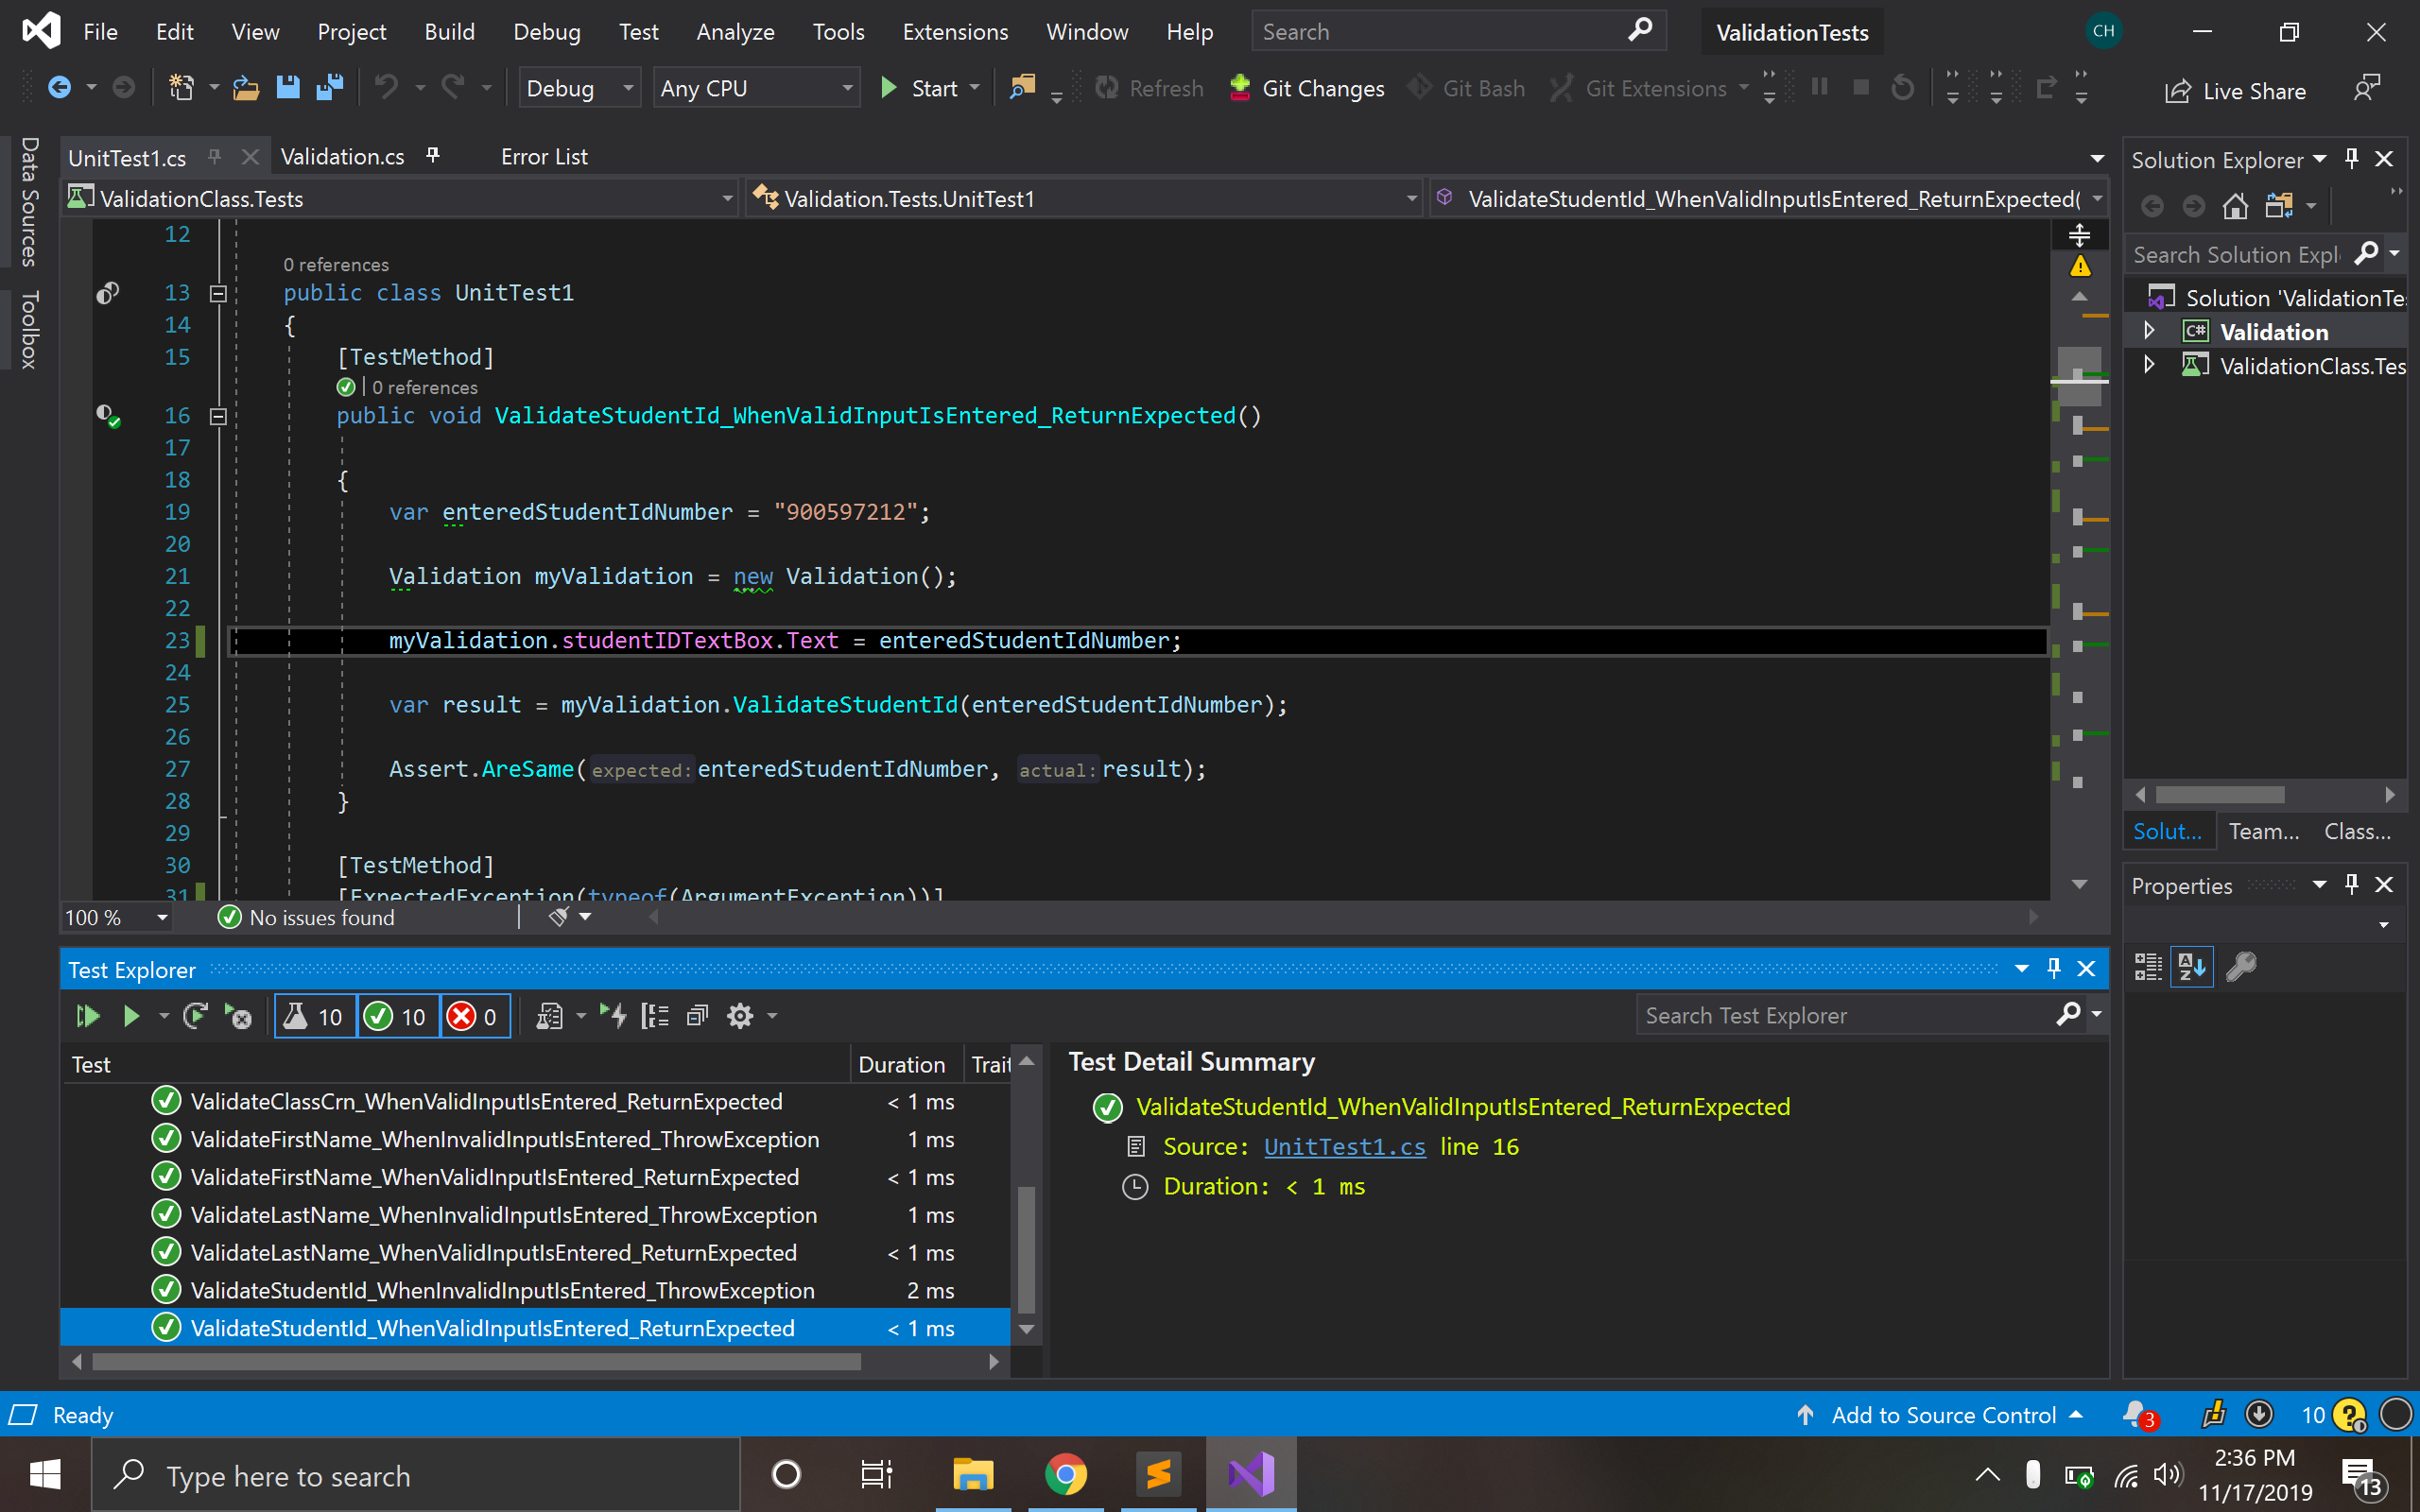 File Edit View Project Build Debug Test Analyze Tools Extensions Window Help Search ValidationTests CH
Debug Any CPU Start Refresh Git Changes Git Bash Git Extensions Live Share
Data Sources
Toolbox
UnitTest1.cs Validation.cs Error List
ValidationClass.Tests Validation.Tests.UnitTest1 ValidateStudentId_WhenValidInputIsEntered_ReturnExpected(
12
0 references
13 public class UnitTest1
14 {
15 [TestMethod]
0 references
16 public void ValidateStudentId_WhenValidInputIsEntered_ReturnExpected()
17
18 {
19 var enteredStudentIdNumber = "900597212";
20
21 Validation myValidation = new Validation();
22
23 myValidation.studentIDTextBox.Text = enteredStudentIdNumber;
24
25 var result = myValidation.ValidateStudentId(enteredStudentIdNumber);
26
27 Assert.AreSame(expected: enteredStudentIdNumber, actual: result);
28 }
29
30 [TestMethod]
31 [ExpectedException(typeof(ArgumentException))]
100 % No issues found
Solution Explorer
Search Solution Expl
Solution 'ValidationTe
C# Validation
ValidationClass.Tes
Solut... Team... Class...
Properties
Test Explorer
10 10 0 Search Test Explorer
Test Duration Trait
ValidateClassCrn_WhenValidInputIsEntered_ReturnExpected < 1 ms
ValidateFirstName_WhenInvalidInputIsEntered_ThrowException 1 ms
ValidateFirstName_WhenValidInputIsEntered_ReturnExpected < 1 ms
ValidateLastName_WhenInvalidInputIsEntered_ThrowException 1 ms
ValidateLastName_WhenValidInputIsEntered_ReturnExpected < 1 ms
ValidateStudentId_WhenInvalidInputIsEntered_ThrowException 2 ms
ValidateStudentId_WhenValidInputIsEntered_ReturnExpected < 1 ms
Test Detail Summary
ValidateStudentId_WhenValidInputIsEntered_ReturnExpected
Source: UnitTest1.cs line 16
Duration: < 1 ms
Ready Add to Source Control 3 10
Type here to search
2:36 PM
11/17/2019
13